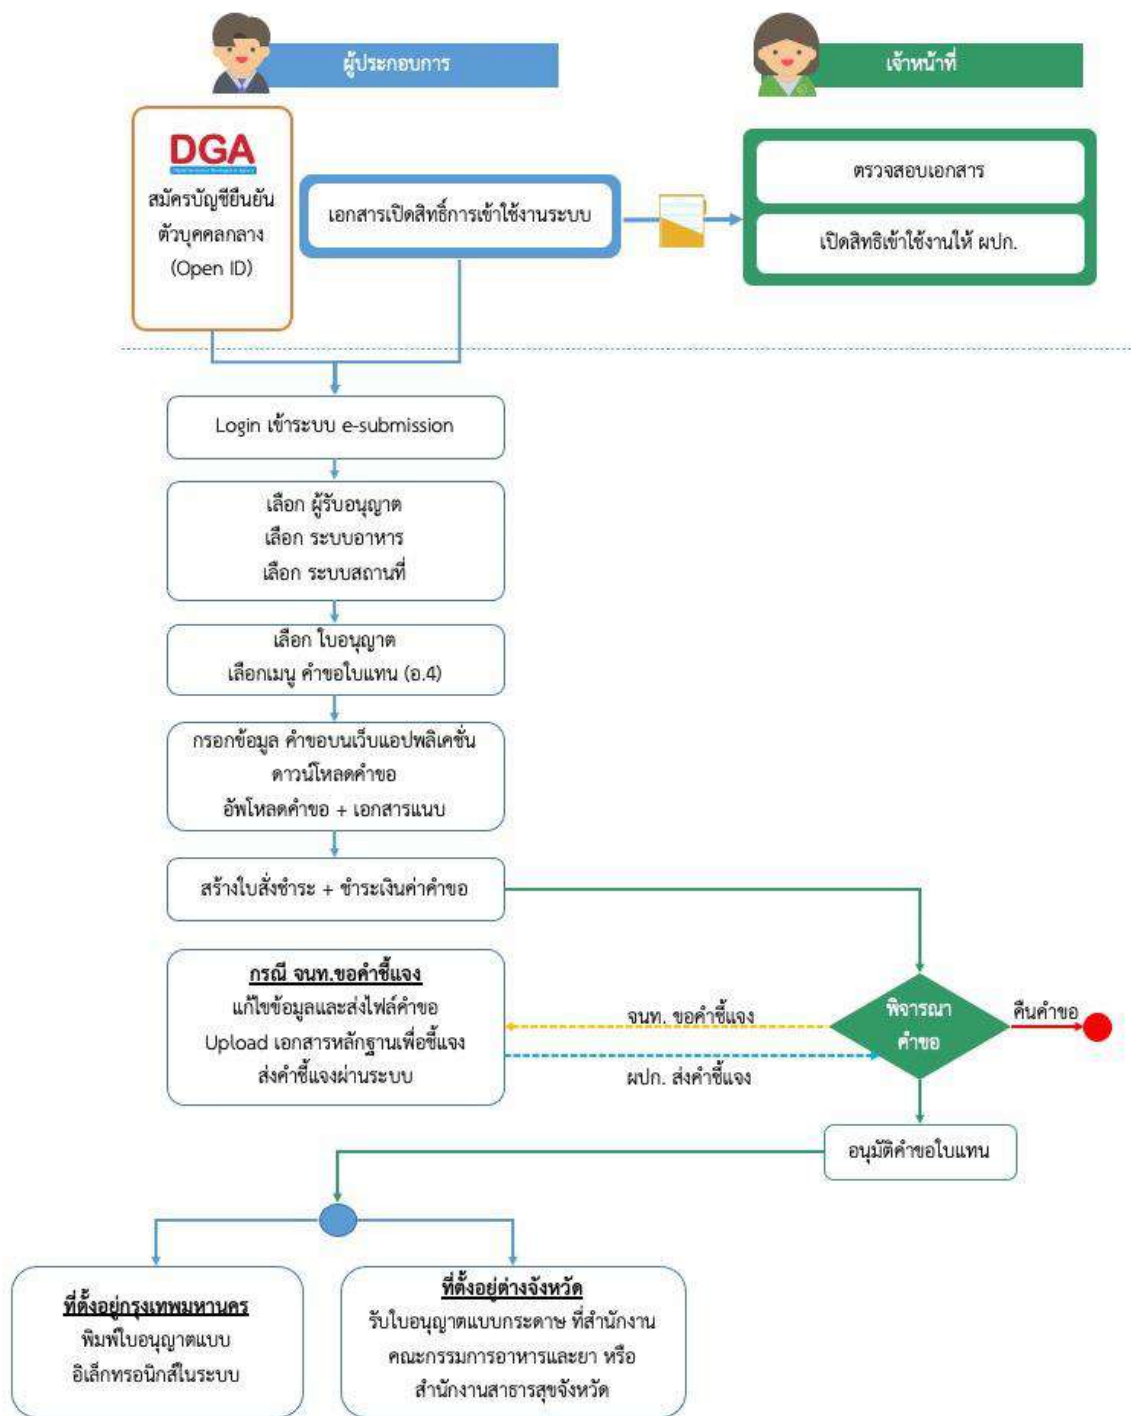 ผู้ประกอบการ
เจ้าหน้าที่
DGA
สมัครบัญชียืนยัน
ตัวบุคคลกลาง
(Open ID)
เอกสารเปิดสิทธิ์การเข้าใช้งานระบบ
ตรวจสอบเอกสาร
เปิดสิทธิเข้าใช้งานให้ ผปก.
Login เข้าระบบ e-submission
เลือก ผู้รับอนุญาต
เลือก ระบบอาหาร
เลือก ระบบสถานที่
เลือก ใบอนุญาต
เลือกเมนู คำขอใบแทน (อ.4)
กรอกข้อมูล คำขอบนเว็บแอปพลิเคชั่น
ดาวน์โหลดคำขอ
อัพโหลดคำขอ + เอกสารแนบ
สร้างใบสั่งชำระ + ชำระเงินค่าคำขอ
กรณี จนท.ขอคำชี้แจง
แก้ไขข้อมูลและส่งไฟล์คำขอ
Upload เอกสารหลักฐานเพื่อชี้แจง
ส่งคำชี้แจงผ่านระบบ
จนท. ขอคำชี้แจง
ผปก. ส่งคำชี้แจง
พิจารณา
คำขอ
คืนคำขอ
อนุมัติคำขอใบแทน
ที่ตั้งอยู่กรุงเทพมหานคร
พิมพ์ใบอนุญาตแบบ
อิเล็กทรอนิกส์ในระบบ
ที่ตั้งอยู่ต่างจังหวัด
รับใบอนุญาตแบบกระดาษ ที่สำนักงาน
คณะกรรมการอาหารและยา หรือ
สำนักงานสาธารสุขจังหวัด